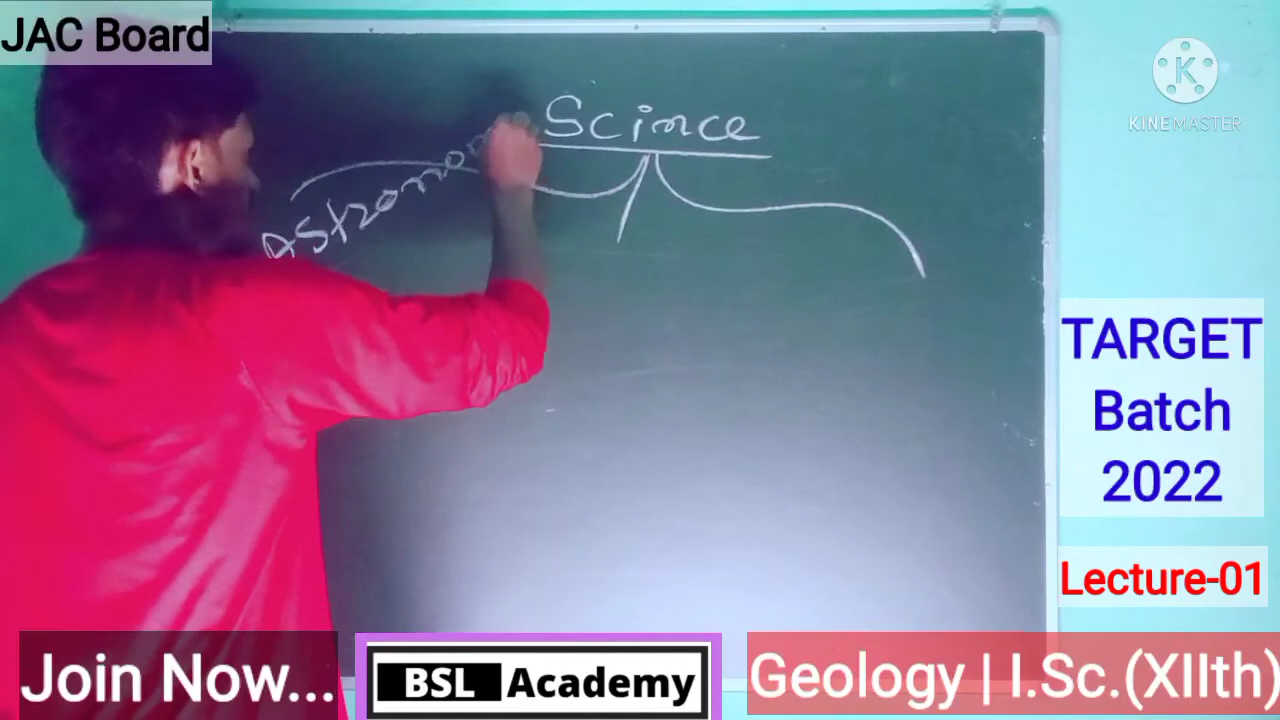 JAC Board
Science
KINEMASTER
TARGET
Batch
2022
Lecture-01
Join Now...
BSL Academy
Geology | I.Sc.(XIIth)